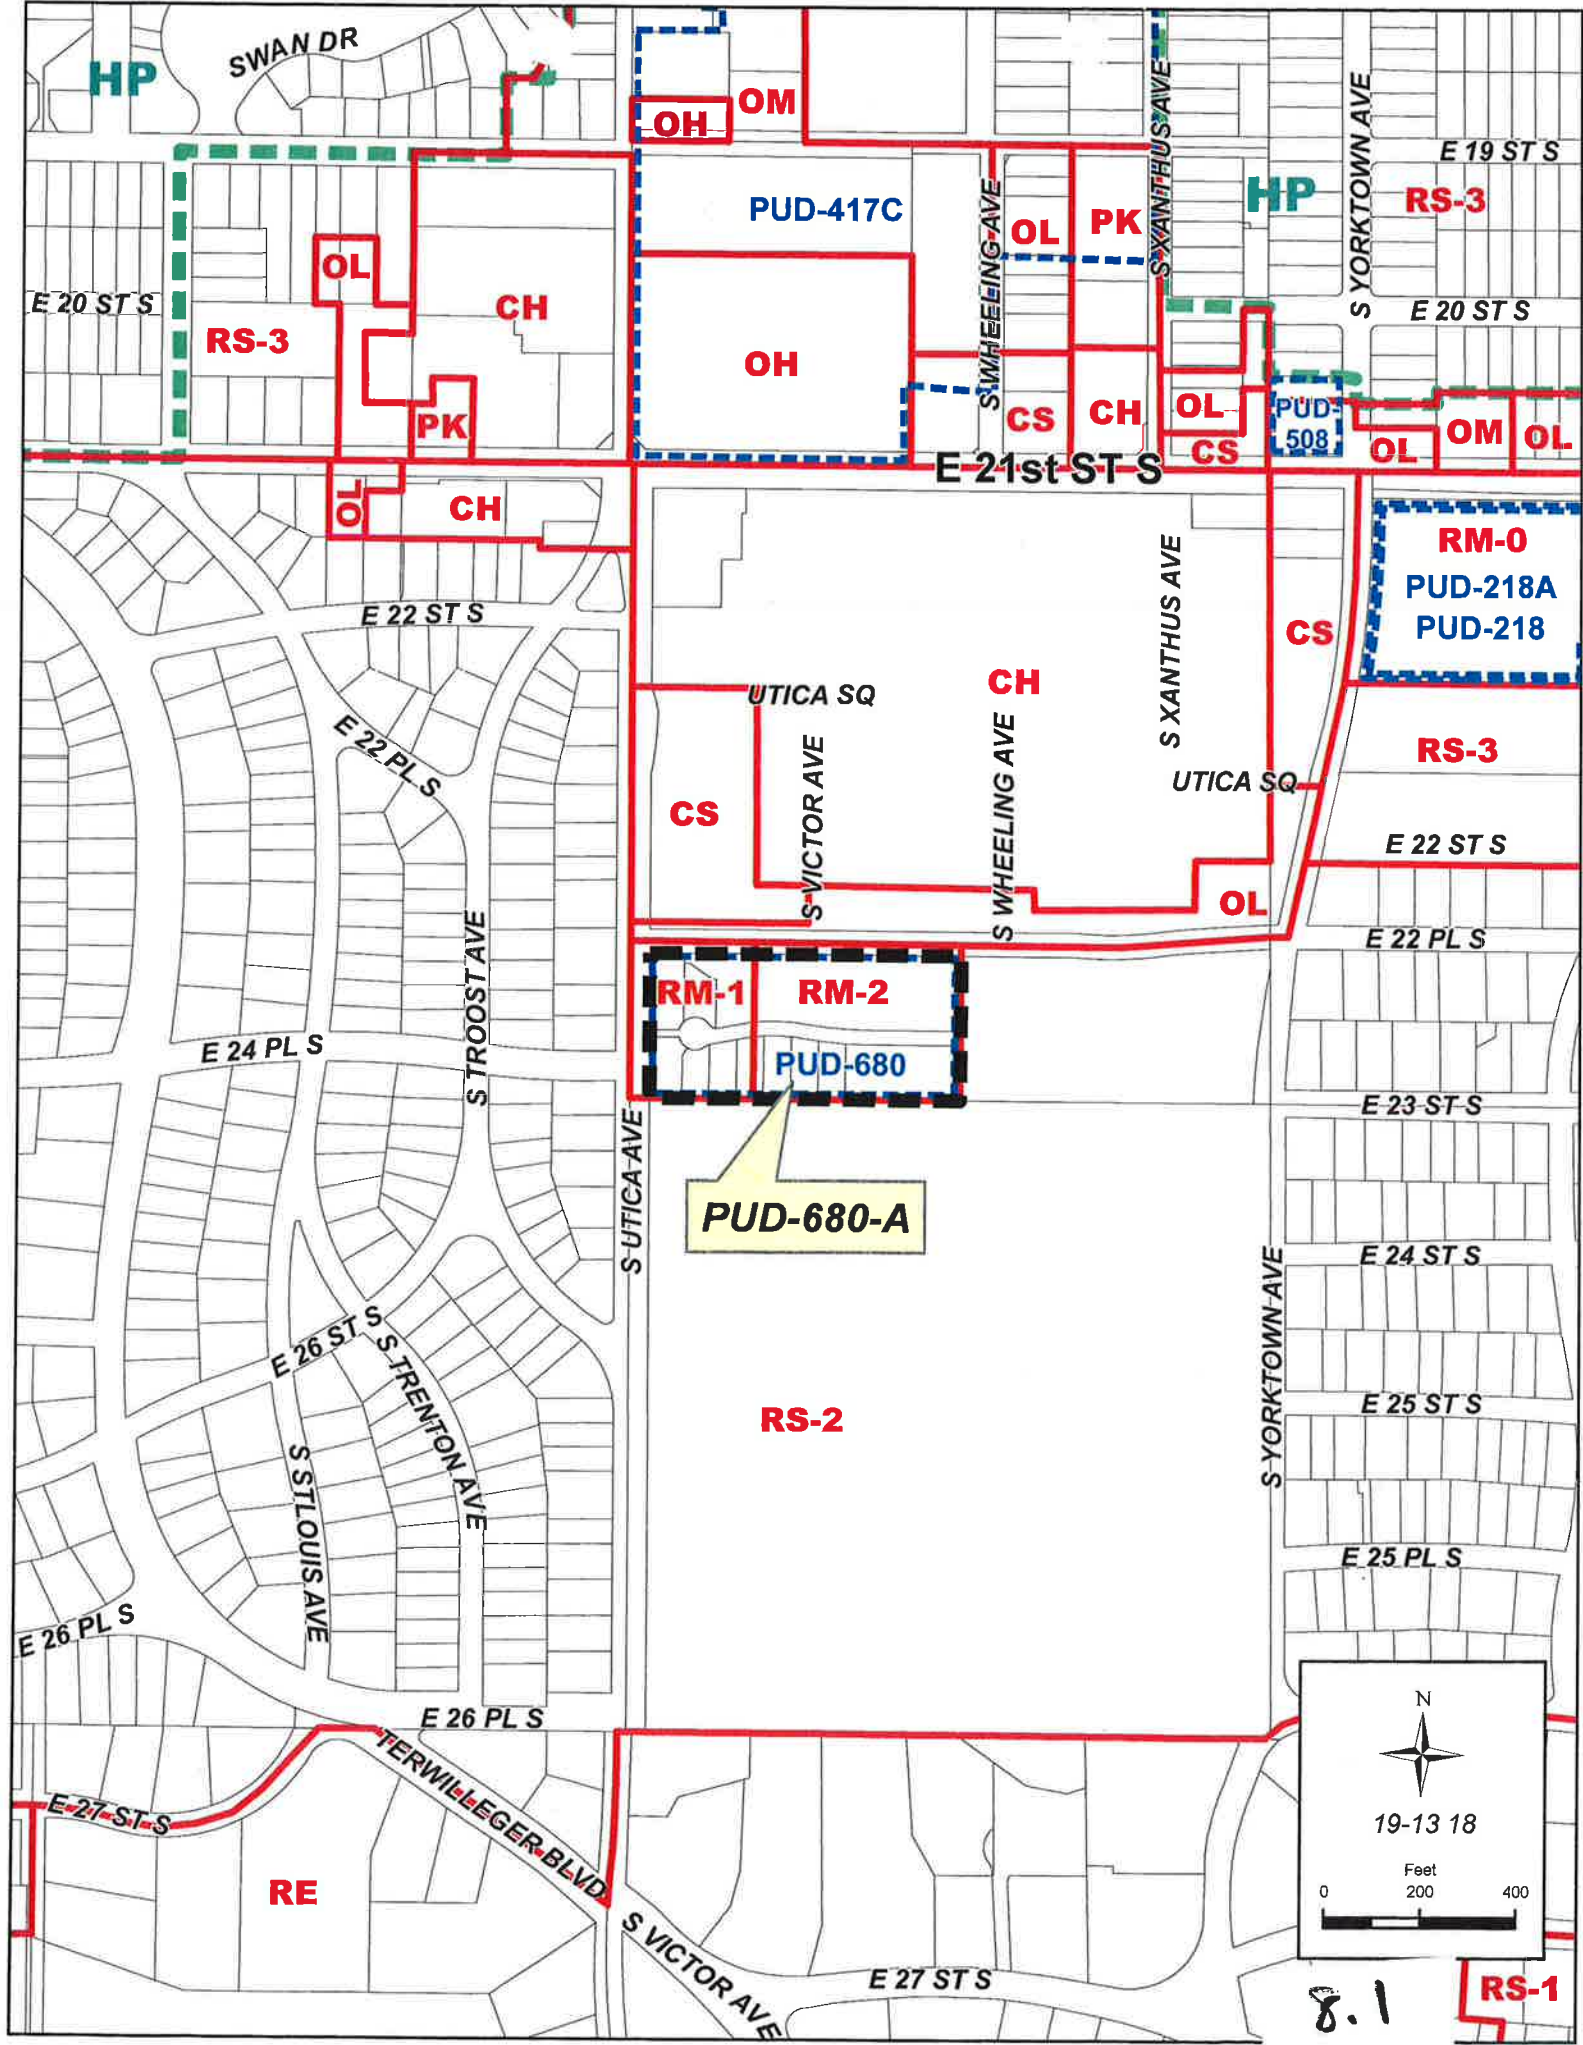 SWAN DR
HP
OM
OH
S XANTHUS AVE
S YORKTOWN AVE
E 19 ST S
PUD-417C
S WHEELING AVE
OL
PK
HP
RS-3
OL
CH
E 20 ST S
E 20 ST S
RS-3
OH
PK
CS
CH
OL
CS
PUD-
508
OL
OM
OL
E 21st ST S
OL
CH
RM-0
PUD-218A
PUD-218
E 22 ST S
CS
S XANTHUS AVE
CH
UTICA SQ
E 22 PL S
S VICTOR AVE
S WHEELING AVE
RS-3
UTICA SQ
CS
E 22 ST S
OL
S TROOST AVE
E 22 PL S
RM-1
RM-2
E 24 PL S
PUD-680
E 23 ST S
S UTICA AVE
PUD-680-A
E 24 ST S
S YORKTOWN AVE
E 26 ST S
S TRENTON AVE
RS-2
E 25 ST S
S STLOUIS AVE
E 25 PL S
E 26 PL S
E 26 PL S
TERWILLEGER BLVD
N
19-13 18
Feet
0 200 400
E 27 ST S
RE
S VICTOR AVE
E 27 ST S
RS-1
8.1